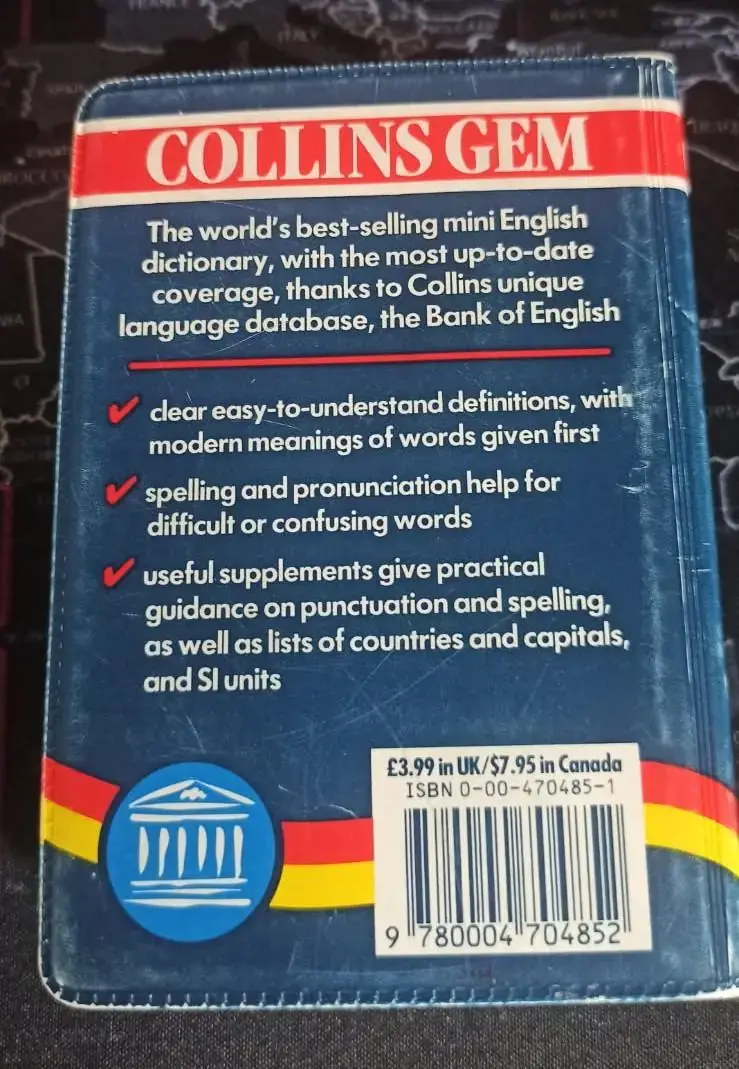 COLLINS GEM
The world's best-selling mini English
dictionary, with the most up-to-date
coverage, thanks to Collins unique
language database, the Bank of English
clear easy-to-understand definitions, with
modern meanings of words given first
spelling and pronunciation help for
difficult or confusing words
useful supplements give practical
guidance on punctuation and spelling,
as well as lists of countries and capitals,
and SI units
£3.99 in UK/$7.95 in Canada
ISBN 0-00-470485-1
9 780004 704852